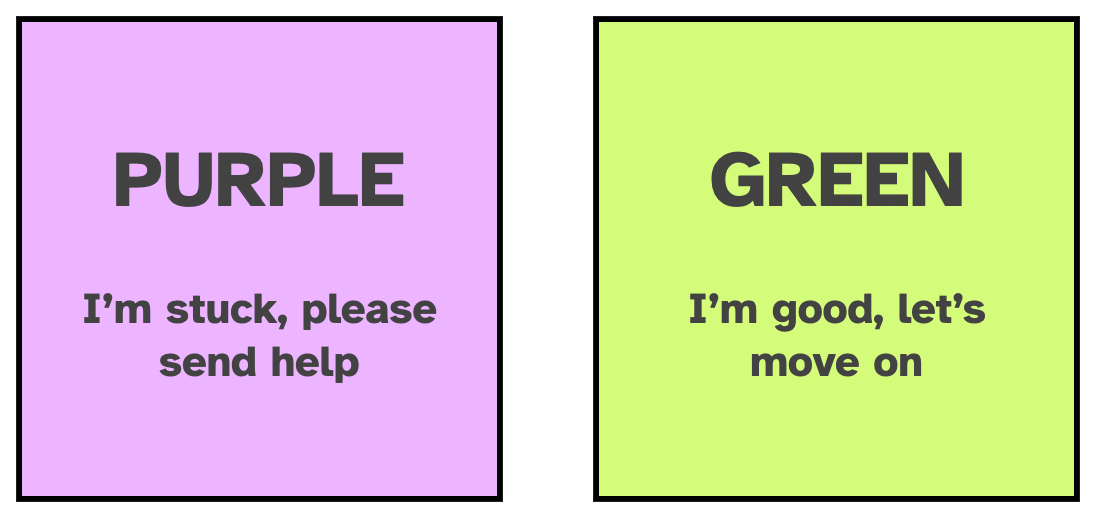 PURPLE
I’m stuck, please
send help
GREEN
I’m good, let’s
move on